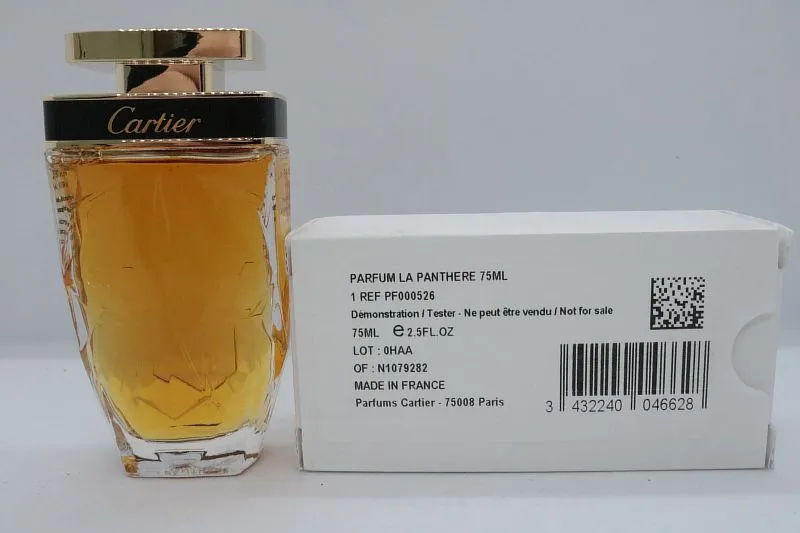 Cartier
PARFUM LA PANTHERE 75ML
1 REF PF000526
Démonstration / Tester - Ne peut être vendu / Not for sale
75ML e 2.5FL.OZ
LOT : 0HAA
OF : N1079282
MADE IN FRANCE
Parfums Cartier - 75008 Paris
3 432240 046628